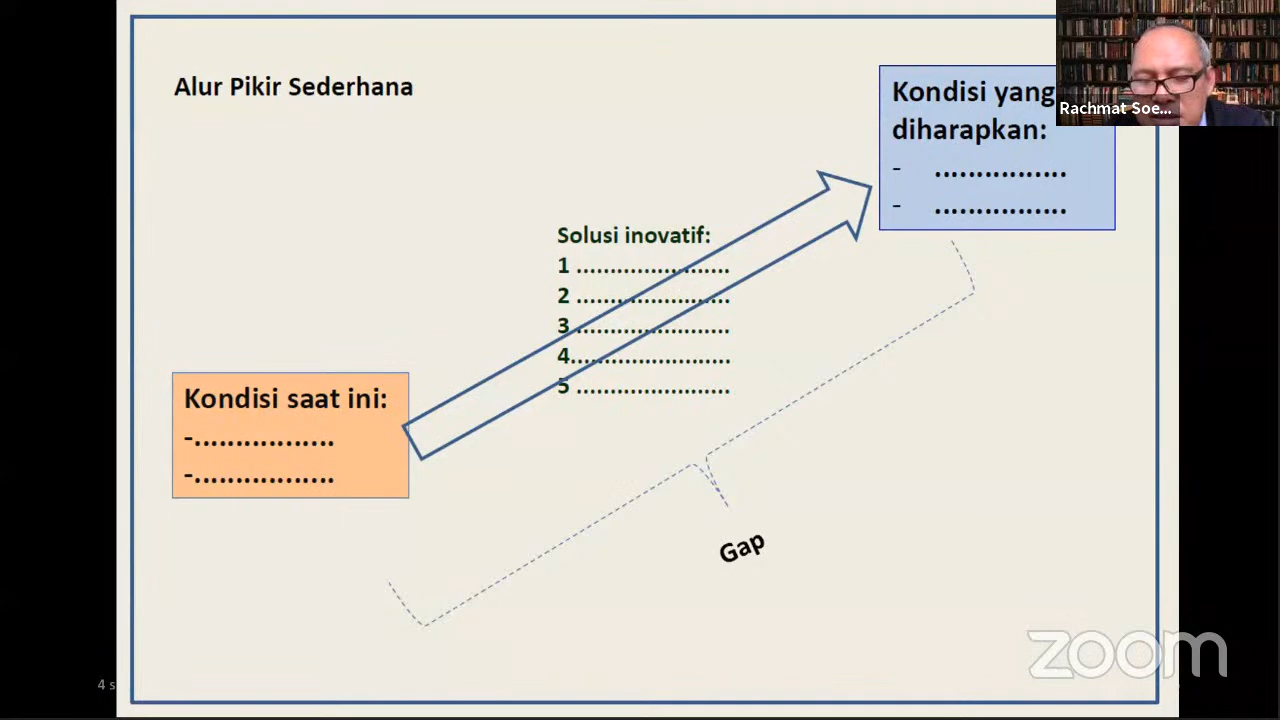 Alur Pikir Sederhana
Kondisi yang
diharapkan:
- ................
- ................
Rachmat Soe...
Solusi inovatif:
1 .......................
2 .......................
3 .......................
4........................
5 .......................
Kondisi saat ini:
-.................
-.................
Gap
zoom
4 s